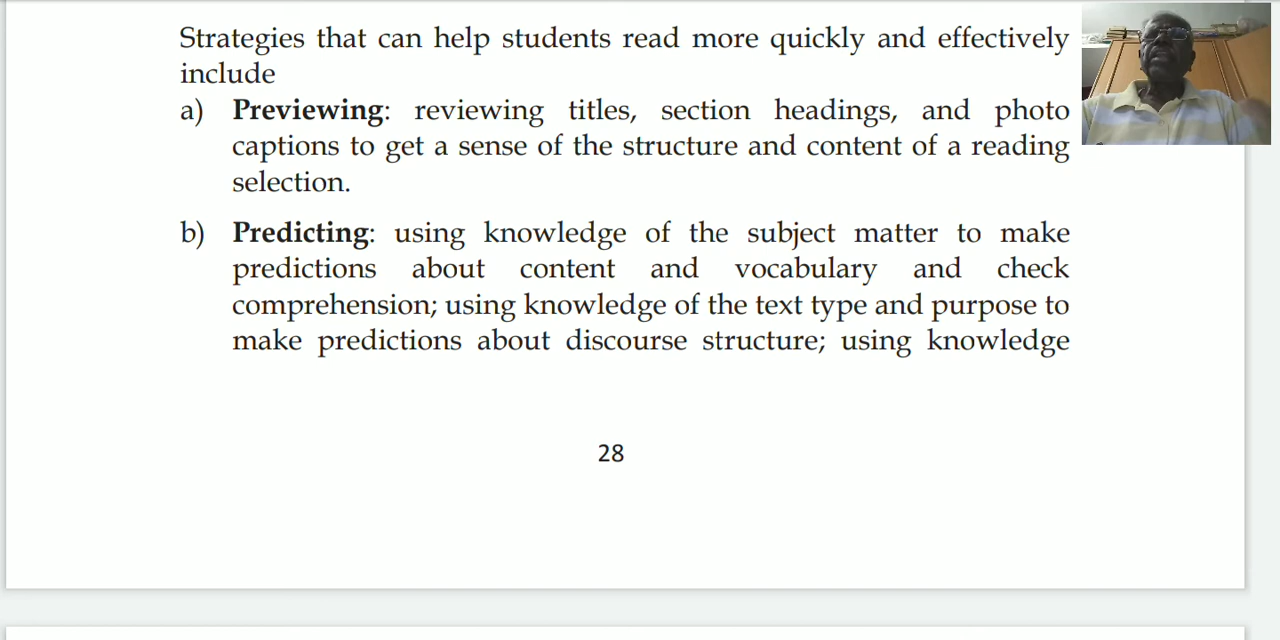 Strategies that can help students read more quickly and effectively
include
a) Previewing: reviewing titles, section headings, and photo
captions to get a sense of the structure and content of a reading
selection.
b) Predicting: using knowledge of the subject matter to make
predictions about content and vocabulary and check
comprehension; using knowledge of the text type and purpose to
make predictions about discourse structure; using knowledge
28